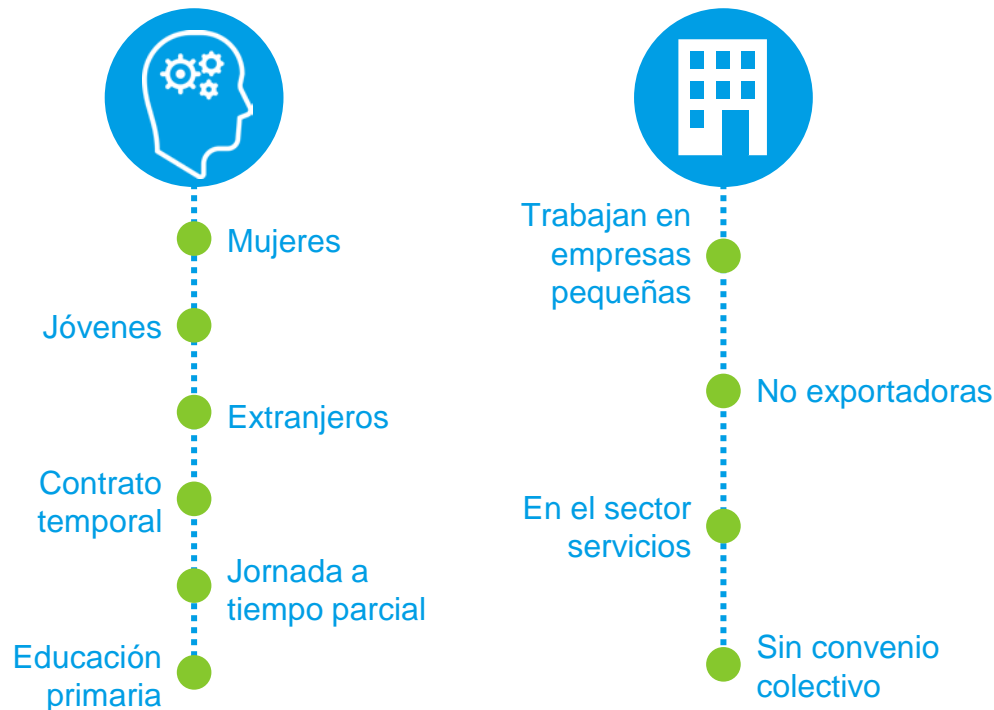 Mujeres
Jóvenes
Extranjeros
Contrato
temporal
Jornada a
tiempo parcial
Educación
primaria
Trabajan en
empresas
pequeñas
No exportadoras
En el sector
servicios
Sin convenio
colectivo